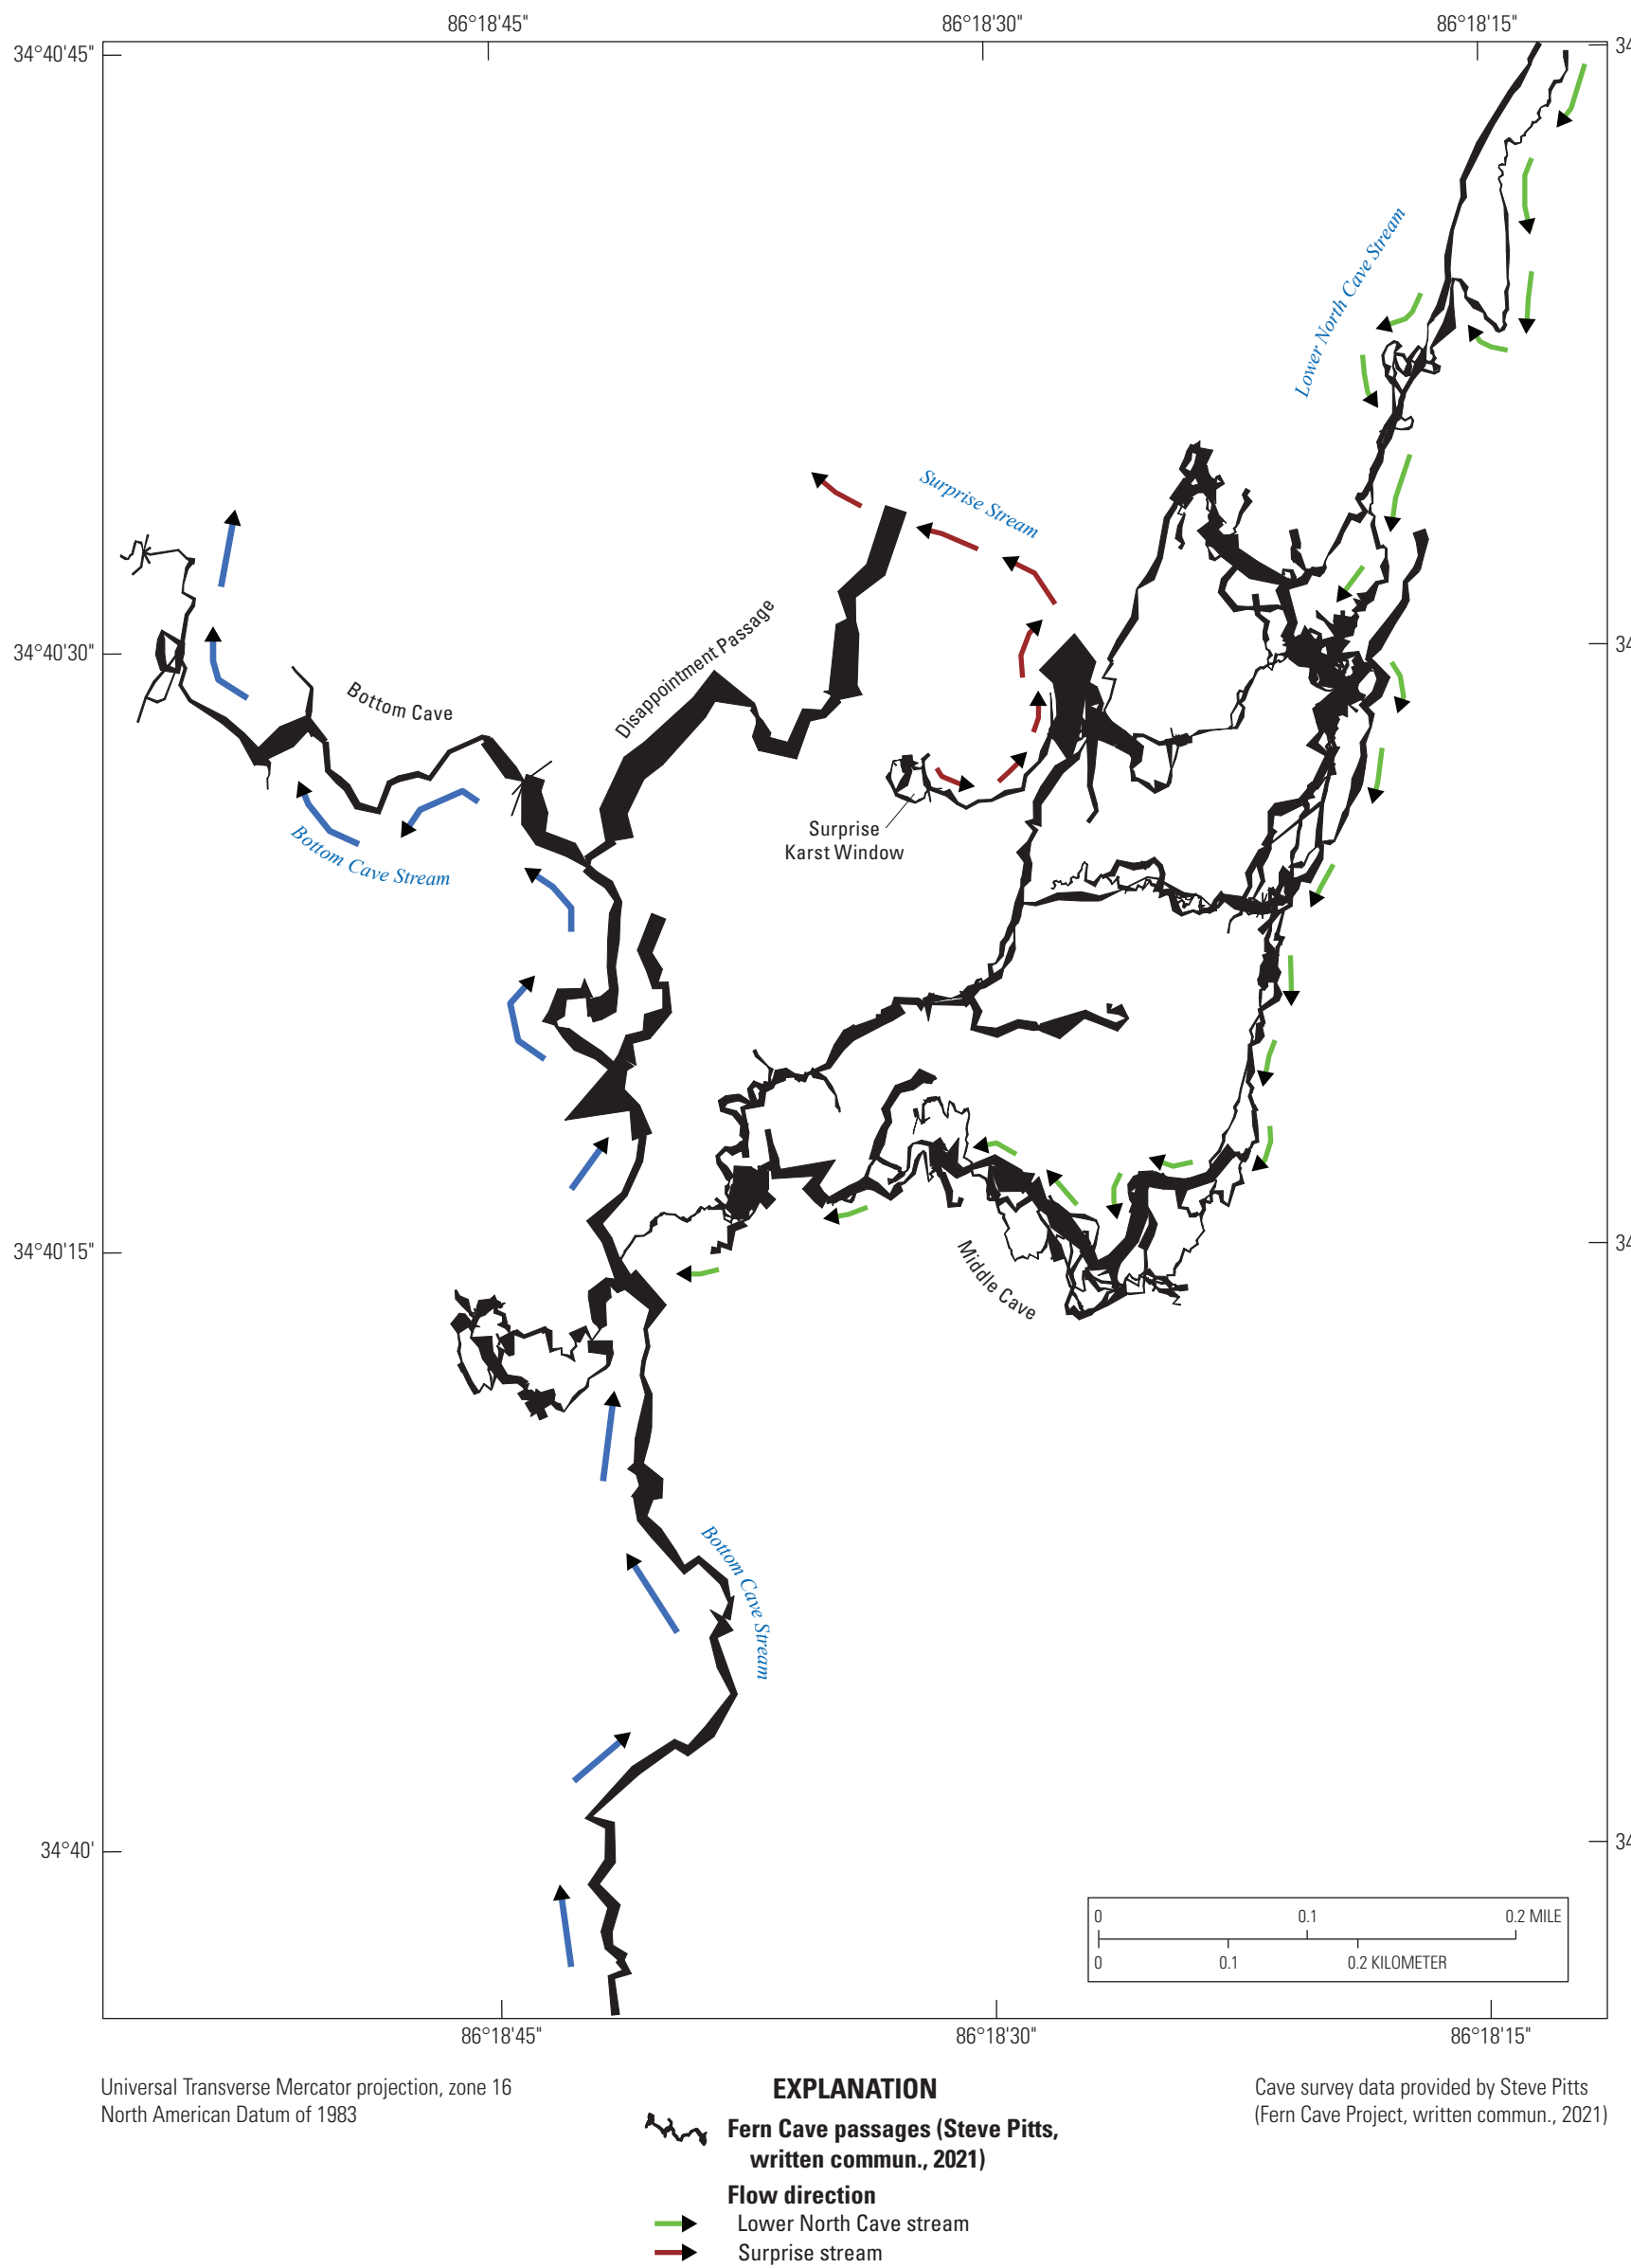 86°18'45"
86°18'30"
86°18'15"
34°40'45"
34
Lower North Cave Stream
Surprise Stream
Disappointment Passage
34°40'30"
34
Bottom Cave
Surprise
Karst Window
Bottom Cave Stream
34°40'15"
34
Middle Cave
Bottom Cave Stream
34°40'
34
0
0.1
0.2 MILE
0
0.1
0.2 KILOMETER
86°18'45"
86°18'30"
86°18'15"
Universal Transverse Mercator projection, zone 16
North American Datum of 1983
EXPLANATION
Cave survey data provided by Steve Pitts
(Fern Cave Project, written commun., 2021)
Fern Cave passages (Steve Pitts,
written commun., 2021)
Flow direction
Lower North Cave stream
Surprise stream